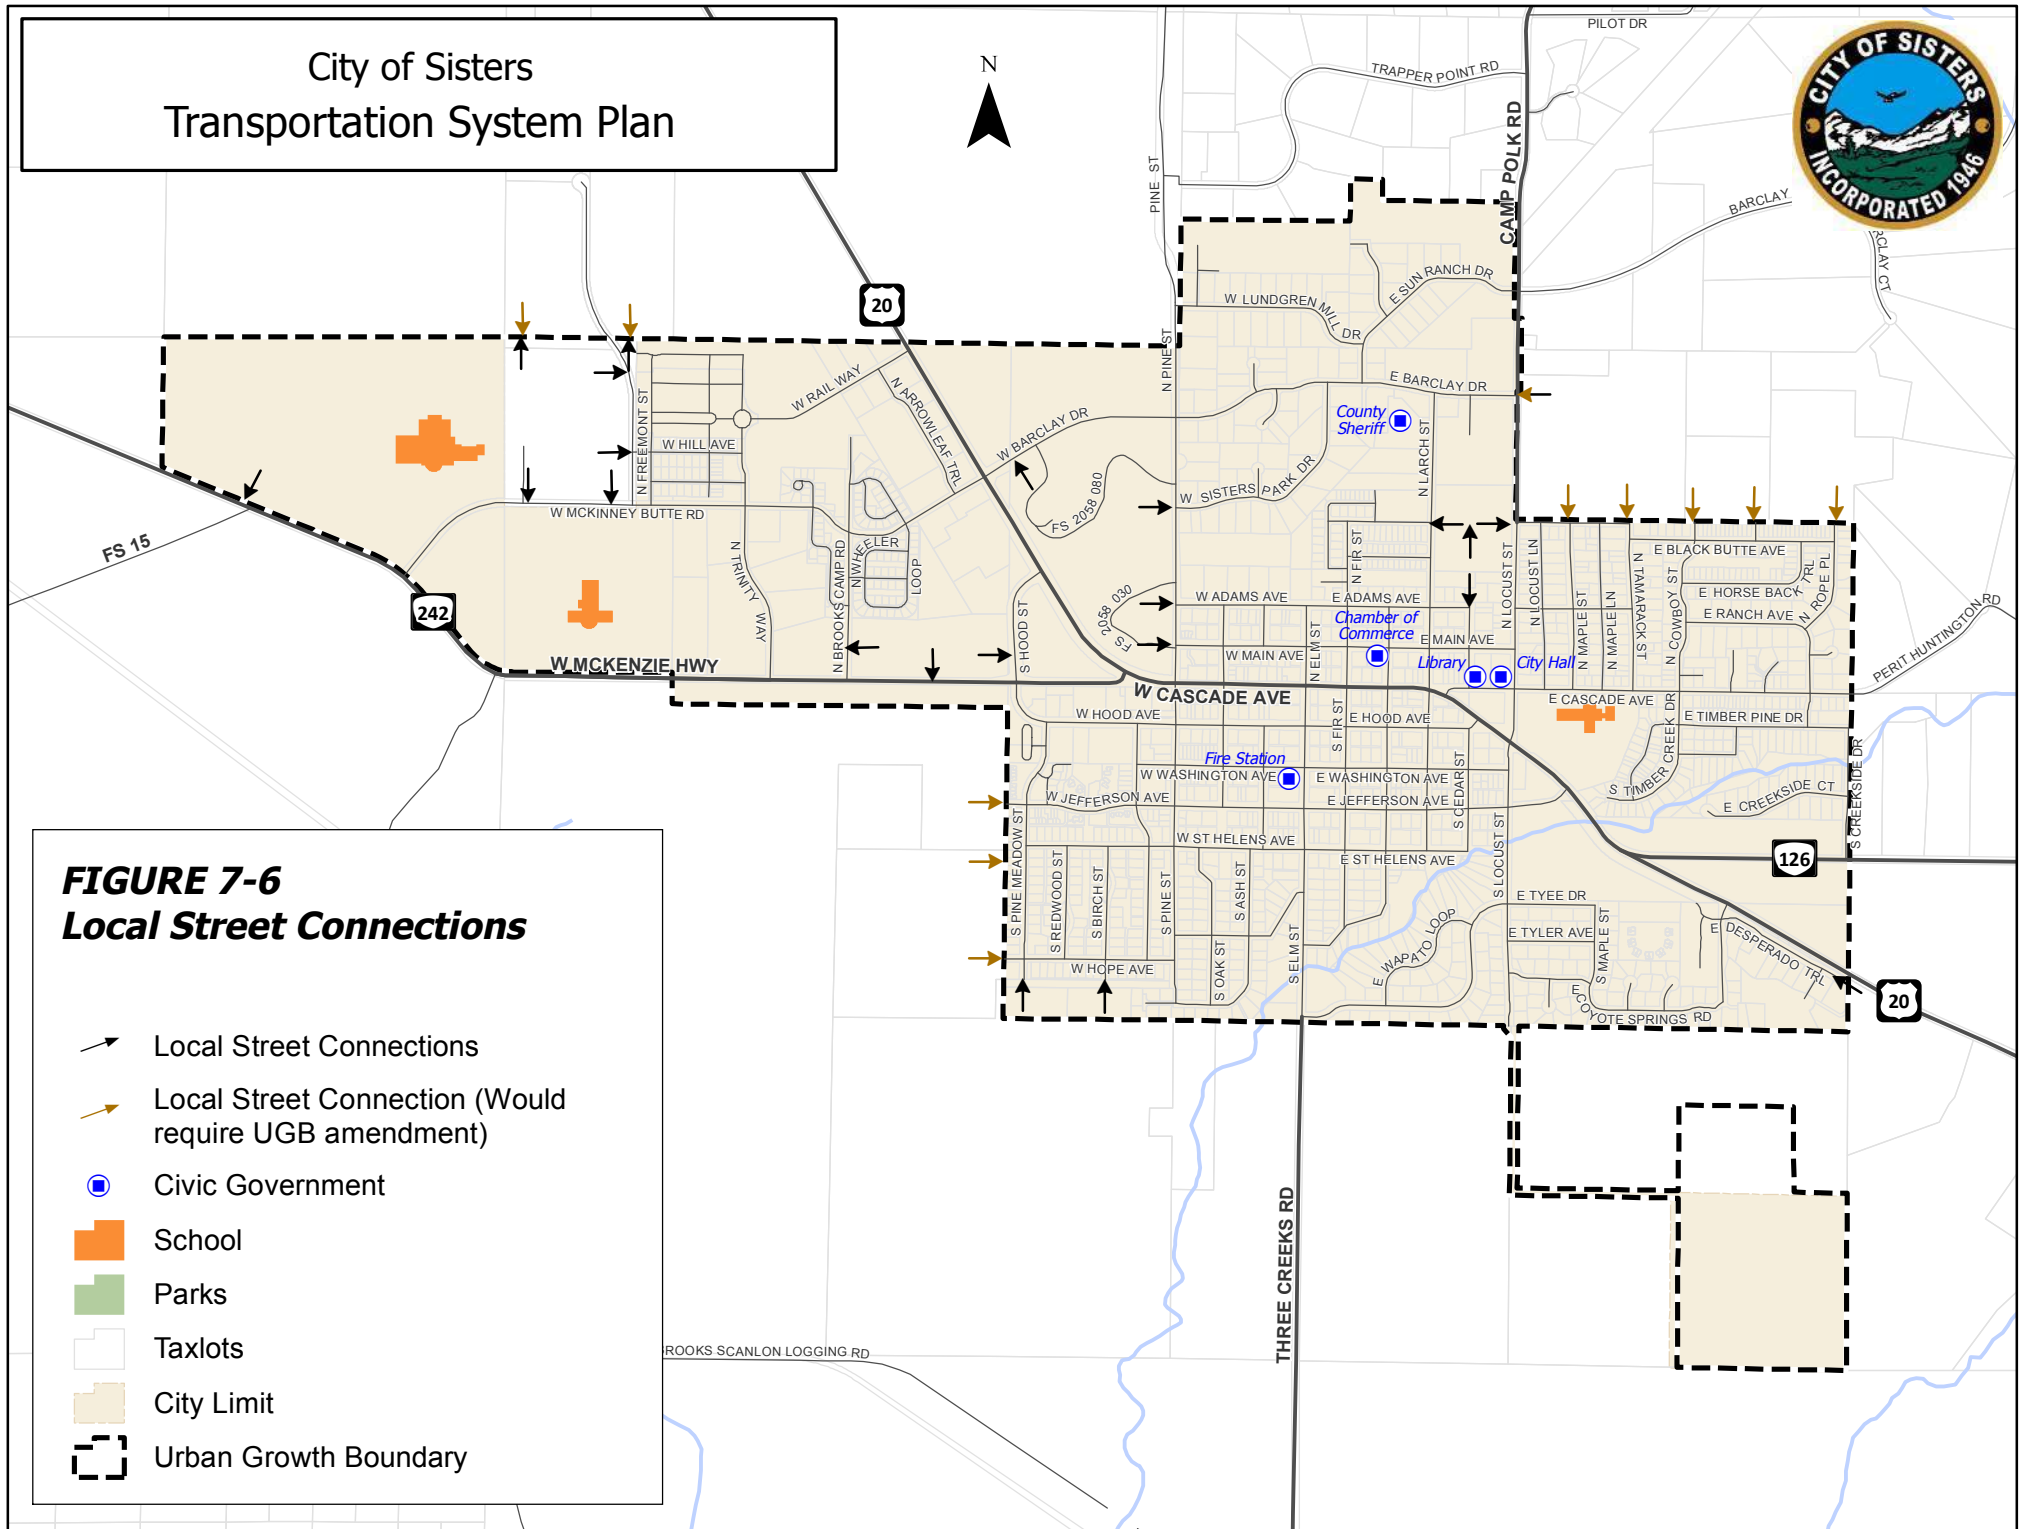 City of Sisters
Transportation System Plan
N
CITY OF SISTERS
INCORPORATED 1946
PILOT DR
TRAPPER POINT RD
CAMP POLK RD
PINE ST
BARCLAY
RCLAY CT
E SUN RANCH DR
W LUNDGREN MILL DR
20
N PINE ST
W RAIL WAY
N ARROWLEAF TRL
E BARCLAY DR
County
Sheriff
N FREEMONT ST
W HILL AVE
W BARCLAY DR
N LARCH ST
W SISTERS PARK DR
FS 2058 080
W MCKINNEY BUTTE RD
FS 15
N TRINITY WAY
N BROOKS CAMP RD
N WHEELER
LOOP
N FIR ST
N LOCUST ST
N LOCUST LN
E BLACK BUTTE AVE
E HORSE BACK TRL
N ROPE PL
E RANCH AVE
N TAMARACK ST
N COWBOY ST
N MAPLE ST
N MAPLE LN
PERIT HUNTINGTON RD
242
S HOOD ST
FS 2058 030
W ADAMS AVE
E ADAMS AVE
Chamber of
Commerce
E MAIN AVE
W MAIN AVE
N ELM ST
Library
City Hall
W MCKENZIE HWY
W CASCADE AVE
E CASCADE AVE
W HOOD AVE
E HOOD AVE
S FIR ST
E TIMBER PINE DR
S TIMBER CREEK DR
Fire Station
W WASHINGTON AVE
E WASHINGTON AVE
S CEDAR ST
W JEFFERSON AVE
E JEFFERSON AVE
E CREEKSIDE CT
S CREEKSIDE DR
W ST HELENS AVE
E ST HELENS AVE
126
S PINE MEADOW ST
S REDWOOD ST
S BIRCH ST
S PINE ST
S ASH ST
S OAK ST
S ELM ST
S LOCUST ST
E TYEE DR
E TYLER AVE
S MAPLE ST
E WAPATO LOOP
E DESPERADO TRL
W HOPE AVE
E COYOTE SPRINGS RD
20
THREE CREEKS RD
ROOKS SCANLON LOGGING RD
FIGURE 7-6
Local Street Connections
Local Street Connections
Local Street Connection (Would
require UGB amendment)
Civic Government
School
Parks
Taxlots
City Limit
Urban Growth Boundary